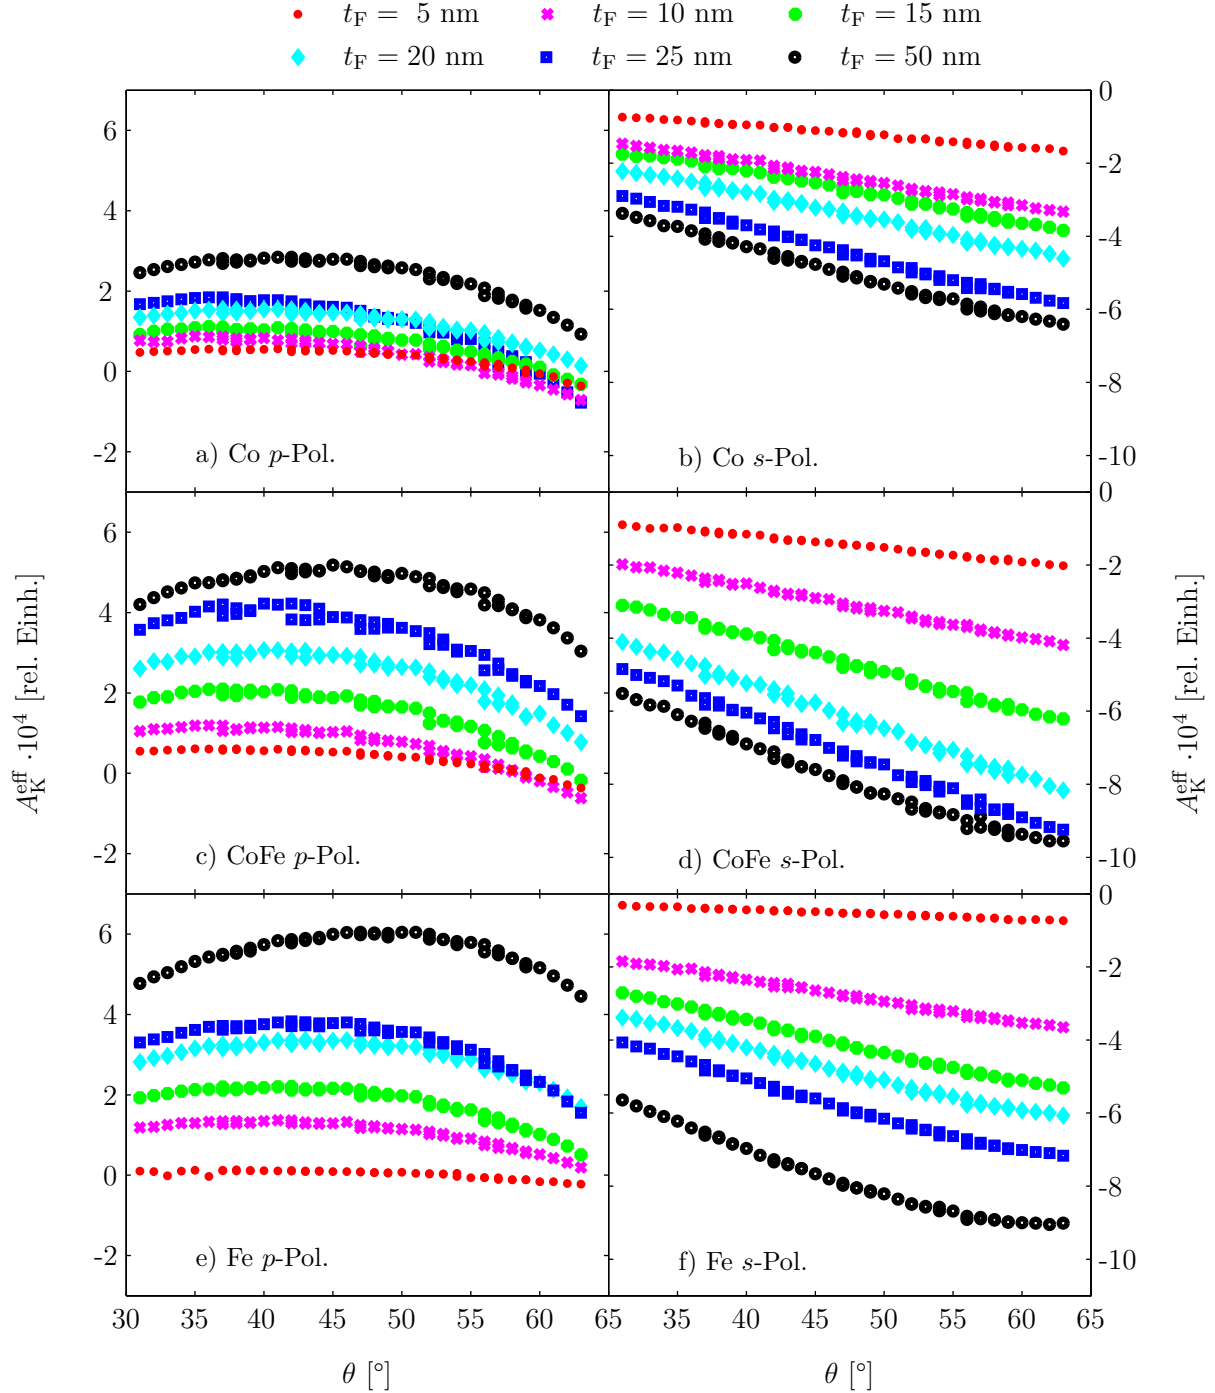 t_F = 5 nm t_F = 10 nm t_F = 15 nm
t_F = 20 nm t_F = 25 nm t_F = 50 nm
6
4
2
0
-2
a) Co p-Pol.
0
-2
-4
-6
-8
-10
b) Co s-Pol.
6
4
2
0
-2
c) CoFe p-Pol.
0
-2
-4
-6
-8
-10
d) CoFe s-Pol.
A_K^eff ·10^4 [rel. Einh.]
A_K^eff ·10^4 [rel. Einh.]
6
4
2
0
-2
e) Fe p-Pol.
0
-2
-4
-6
-8
-10
f) Fe s-Pol.
30 35 40 45 50 55 60 65 35 40 45 50 55 60 65
θ [°] θ [°]